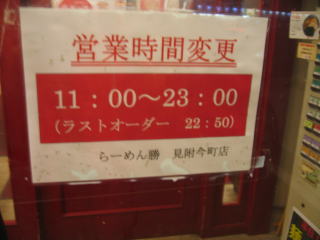 営業時間変更
11：00～23：00
（ラストオーダー　22：50）
らーめん勝　見附今町店